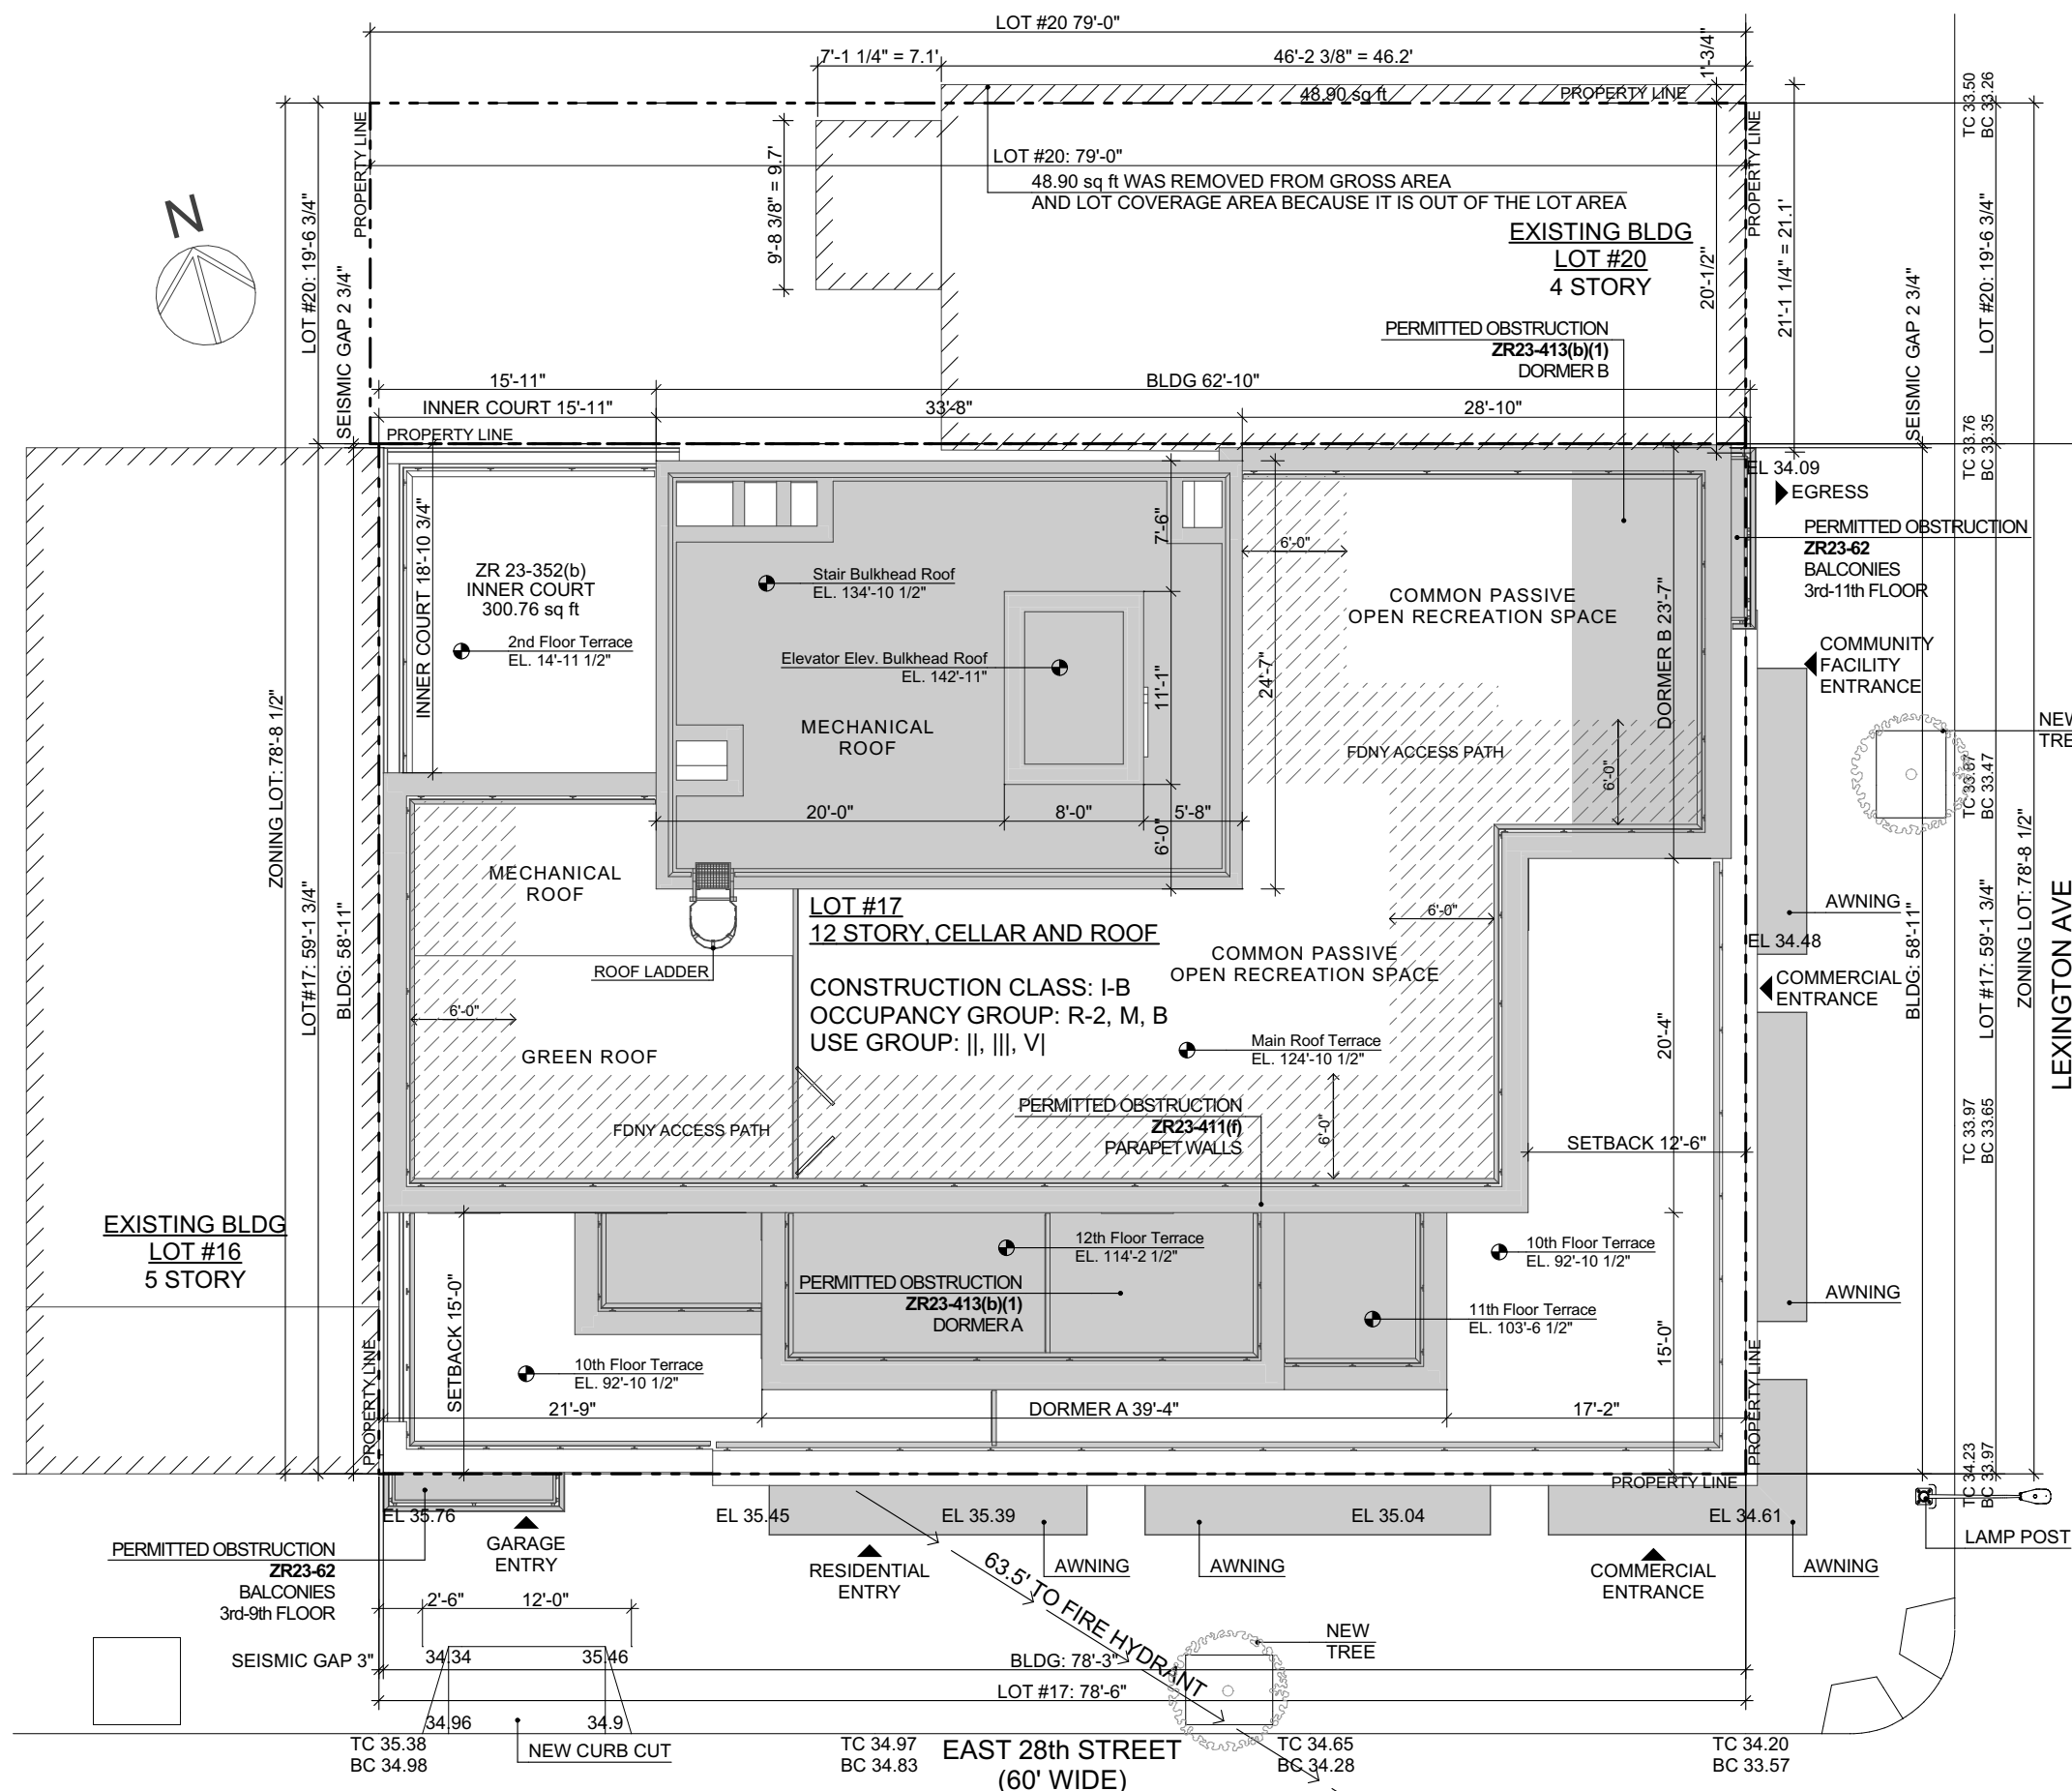 LOT #20 79'-0"
7'-1 1/4" = 7.1'
46'-2 3/8" = 46.2'
1'-3/4"
48.90 sq ft
PROPERTY LINE
TC 33.50
BC 33.26
PROPERTY LINE
PROPERTY LINE
LOT #20: 79'-0"
48.90 sq ft WAS REMOVED FROM GROSS AREA
AND LOT COVERAGE AREA BECAUSE IT IS OUT OF THE LOT AREA
9'-8 3/8" = 9.7'
N
LOT #20: 19'-6 3/4"
SEISMIC GAP 2 3/4"
EXISTING BLDG
LOT #20
4 STORY
20'-1/2"
21'-1 1/4" = 21.1'
SEISMIC GAP 2 3/4"
LOT #20: 19'-6 3/4"
PERMITTED OBSTRUCTION
ZR23-413(b)(1)
DORMER B
15'-11"
BLDG 62'-10"
INNER COURT 15'-11"
33'-8"
28'-10"
PROPERTY LINE
TC 33.76
BC 33.35
EL 34.09
EGRESS
PERMITTED OBSTRUCTION
ZR23-62
BALCONIES
3rd-11th FLOOR
INNER COURT 18'-10 3/4"
7'-6"
6'-0"
ZR 23-352(b)
INNER COURT
300.76 sq ft
2nd Floor Terrace
EL. 14'-11 1/2"
Stair Bulkhead Roof
EL. 134'-10 1/2"
Elevator Elev. Bulkhead Roof
EL. 142'-11"
COMMON PASSIVE
OPEN RECREATION SPACE
DORMER B 23'-7"
COMMUNITY
FACILITY
ENTRANCE
NEW
TREE
11'-1"
24'-7"
MECHANICAL
ROOF
FDNY ACCESS PATH
6'-0"
BC 33.47
ZONING LOT: 78'-8 1/2"
20'-0"
8'-0"
5'-8"
6'-0"
MECHANICAL
ROOF
LOT#17: 59'-1 3/4"
BLDG: 58'-11"
LOT #17
12 STORY, CELLAR AND ROOF
ROOF LADDER
6'-0"
COMMON PASSIVE
OPEN RECREATION SPACE
AWNING
EL 34.48
COMMERCIAL
ENTRANCE
BLDG: 58'-11"
LOT #17: 59'-1 3/4"
ZONING LOT: 78'-8 1/2"
LEXINGTON AVE
CONSTRUCTION CLASS: I-B
OCCUPANCY GROUP: R-2, M, B
USE GROUP: ||, |||, V|
6'-0"
GREEN ROOF
Main Roof Terrace
EL. 124'-10 1/2"
20'-4"
FDNY ACCESS PATH
PERMITTED OBSTRUCTION
ZR23-411(f)
PARAPET WALLS
6'-0"
SETBACK 12'-6"
TC 33.97
BC 33.65
EXISTING BLDG
LOT #16
5 STORY
SETBACK 15'-0"
12th Floor Terrace
EL. 114'-2 1/2"
PERMITTED OBSTRUCTION
ZR23-413(b)(1)
DORMER A
10th Floor Terrace
EL. 92'-10 1/2"
11th Floor Terrace
EL. 103'-6 1/2"
AWNING
15'-0"
10th Floor Terrace
EL. 92'-10 1/2"
PROPERTY LINE
21'-9"
DORMER A 39'-4"
17'-2"
PROPERTY LINE
PROPERTY LINE
TC 34.23
BC 33.97
EL 35.76
EL 35.45
EL 35.39
EL 35.04
EL 34.61
GARAGE
ENTRY
RESIDENTIAL
ENTRY
AWNING
AWNING
COMMERCIAL
ENTRANCE
AWNING
LAMP POST
PERMITTED OBSTRUCTION
ZR23-62
BALCONIES
3rd-9th FLOOR
63.5' TO FIRE HYDRANT
2'-6"
12'-0"
NEW
TREE
SEISMIC GAP 3"
34.34
35.46
BLDG: 78'-3"
LOT #17: 78'-6"
34.96
34.9
NEW CURB CUT
TC 35.38
BC 34.98
TC 34.97
BC 34.83
EAST 28th STREET
(60' WIDE)
TC 34.65
BC 34.28
TC 34.20
BC 33.57